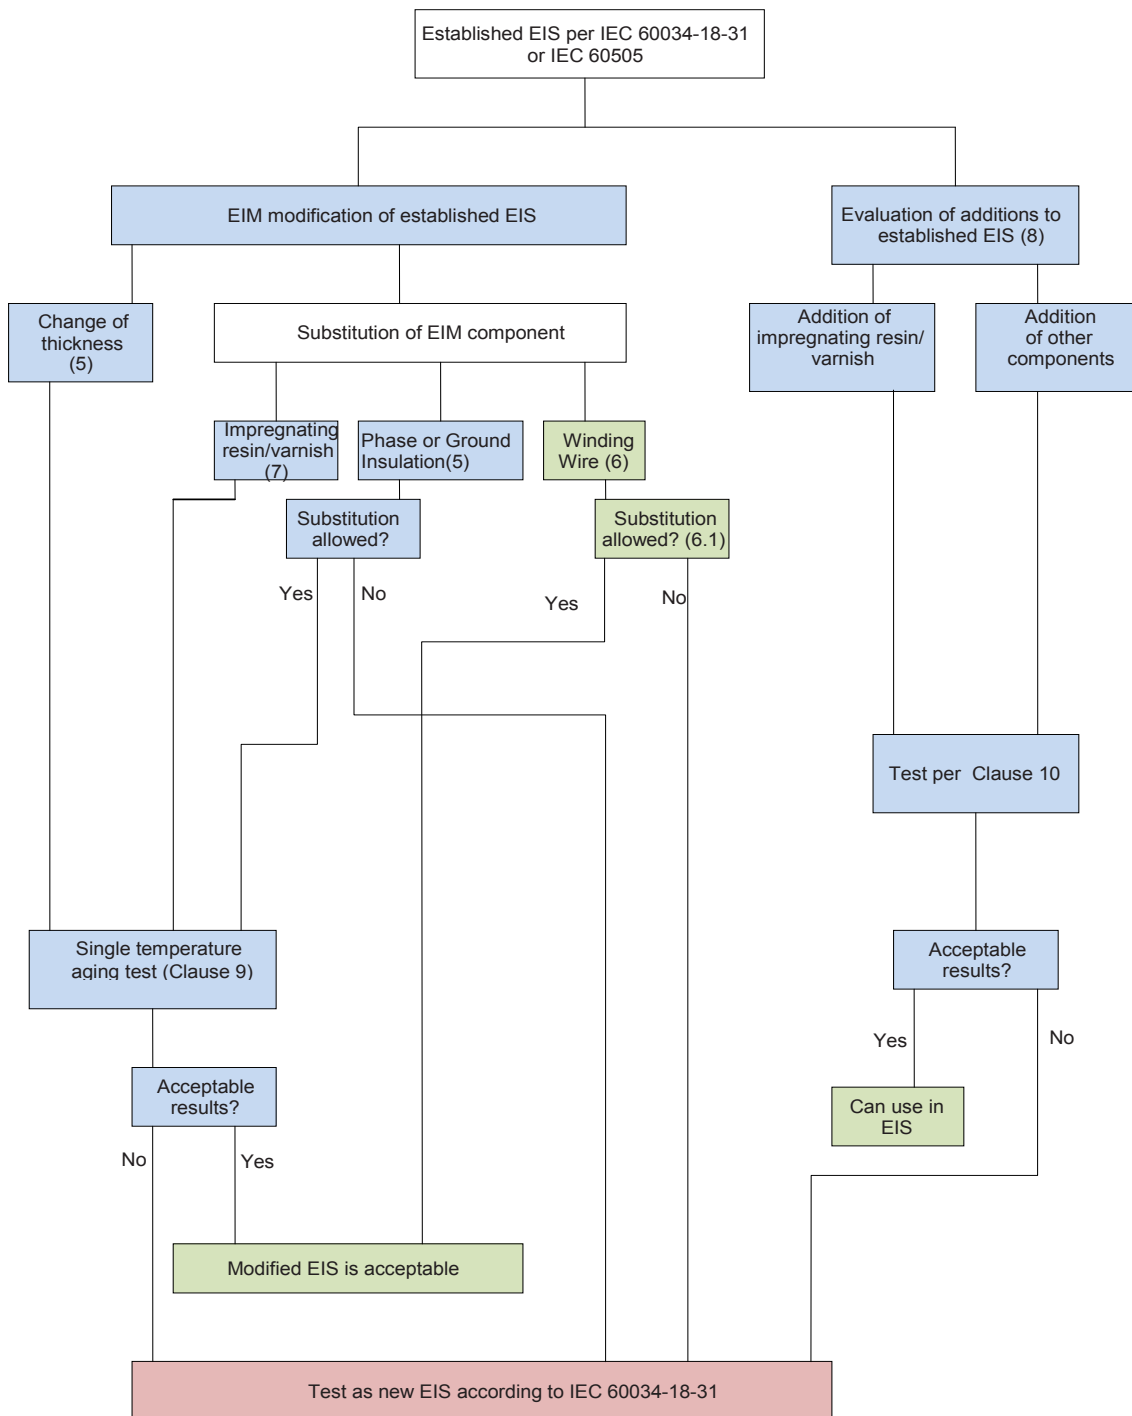 Established EIS per IEC 60034-18-31
or IEC 60505
EIM modification of established EIS
Evaluation of additions to
established EIS (8)
Change of
thickness
(5)
Substitution of EIM component
Addition of
impregnating resin/
varnish
Addition
of other
components
Impregnating
resin/varnish
(7)
Phase or Ground
Insulation(5)
Winding
Wire (6)
Substitution
allowed?
Substitution
allowed? (6.1)
Yes
No
Yes
No
Test per Clause 10
Single temperature
aging test (Clause 9)
Acceptable
results?
Yes
No
Acceptable
results?
Can use in
EIS
No
Yes
Modified EIS is acceptable
Test as new EIS according to IEC 60034-18-31